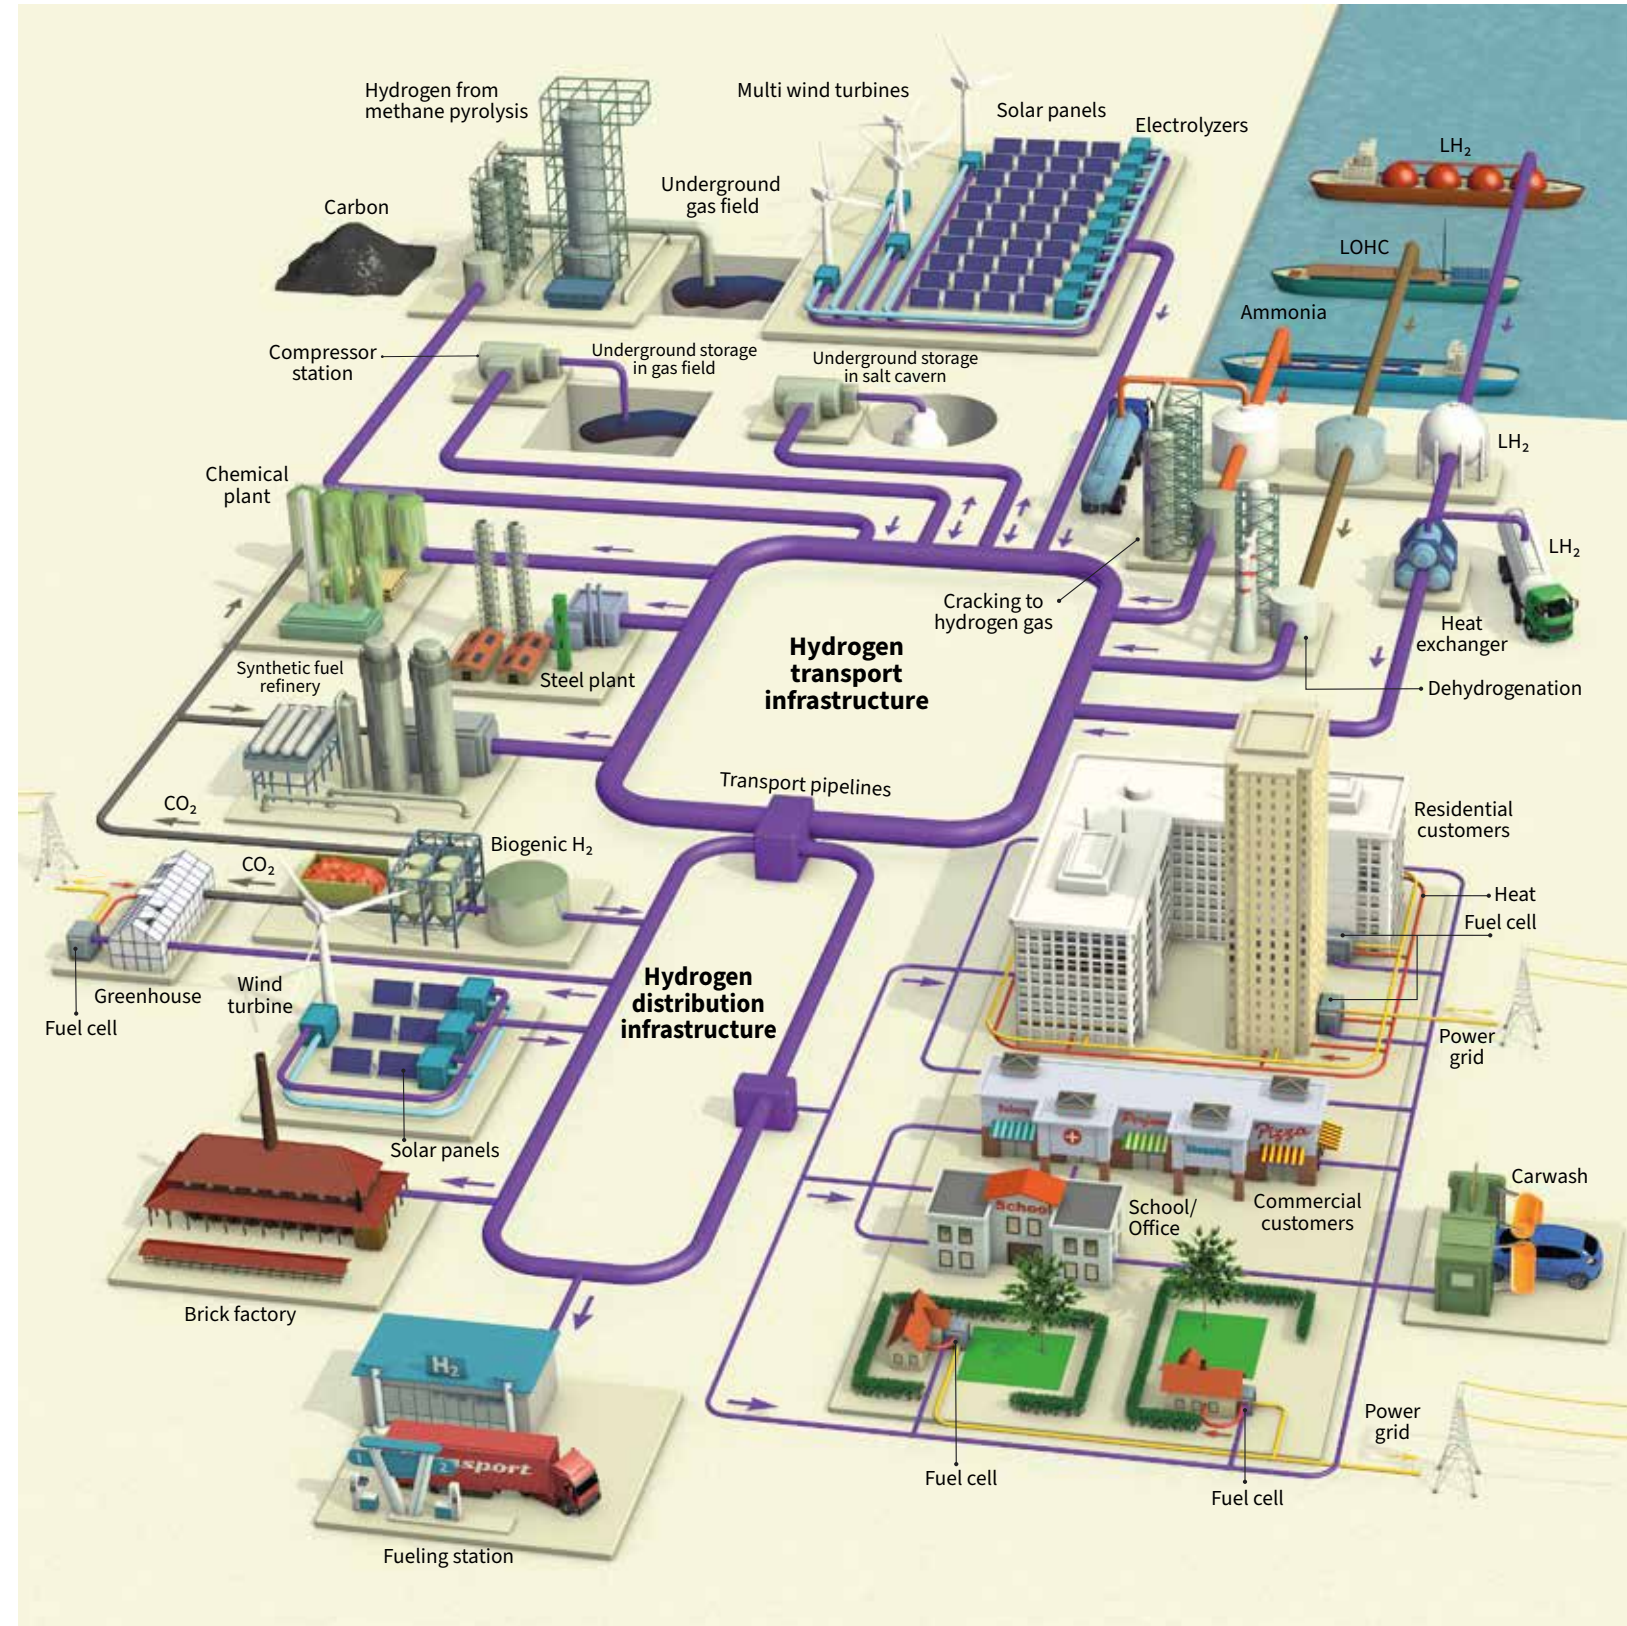 Hydrogen from
methane pyrolysis
Multi wind turbines
Solar panels
Electrolyzers
LH₂
Underground
gas field
Carbon
LOHC
Ammonia
Compressor
station
Underground storage
in gas field
Underground storage
in salt cavern
LH₂
Chemical
plant
LH₂
Cracking to
hydrogen gas
Heat
exchanger
Hydrogen
transport
infrastructure
Synthetic fuel
refinery
Steel plant
Dehydrogenation
Transport pipelines
CO₂
Residential
customers
Biogenic H₂
CO₂
Heat
Fuel cell
Hydrogen
distribution
infrastructure
Wind
turbine
Greenhouse
Fuel cell
Power
grid
Solar panels
Pizza
School
School/
Office
Commercial
customers
Carwash
Brick factory
H₂
1
2
sport
Power
grid
Fuel cell
Fuel cell
Fueling station